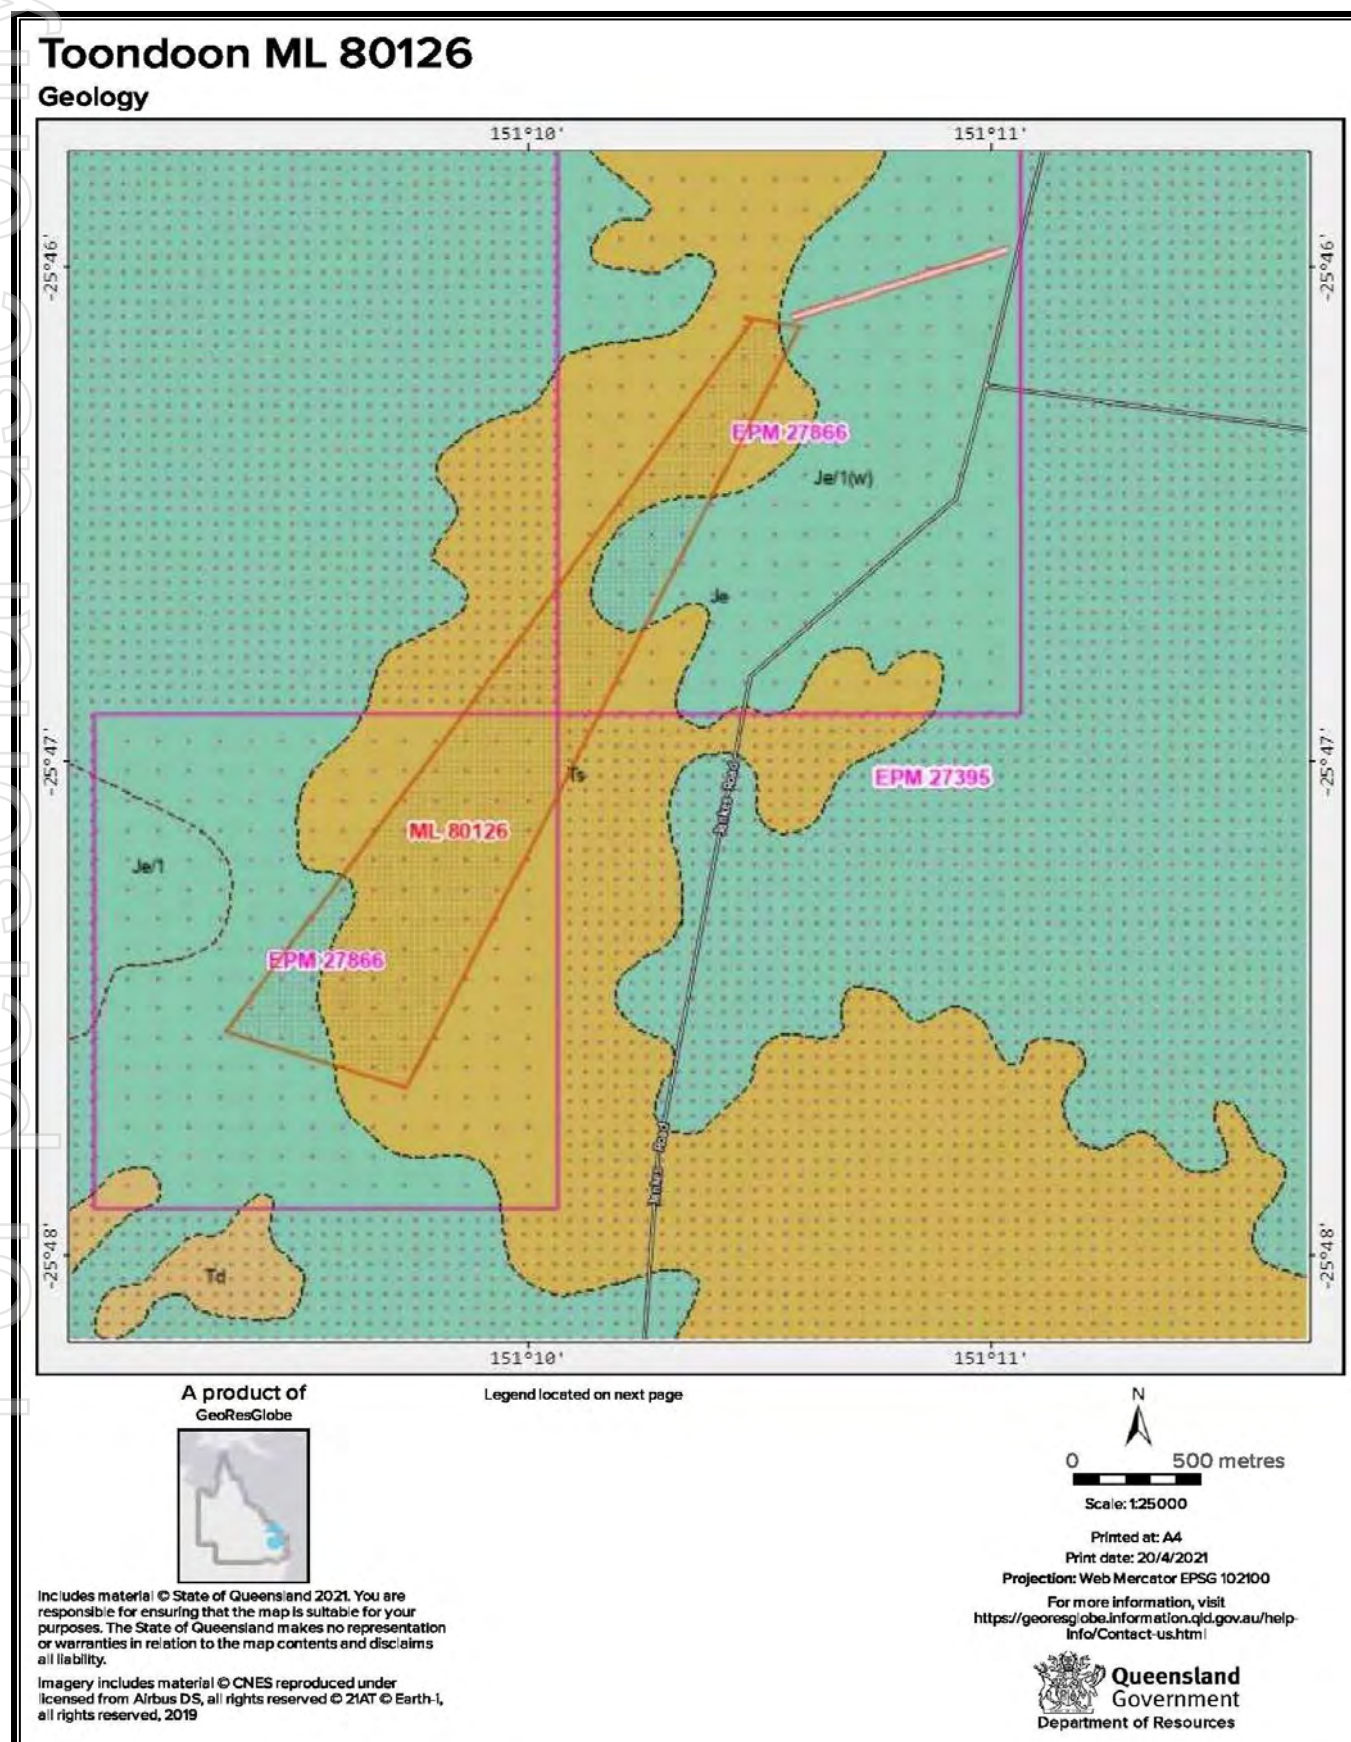 Toondoon ML 80126
Geology
151°10'
151°11'
-25°46'
-25°46'
EPM 27866
Je/1(w)
Je
-25°47'
-25°47'
Ts
EPM 27395
Jankes Road
ML 80126
Je/1
EPM 27866
Jankes Road
-25°48'
-25°48'
Td
151°10'
151°11'
A product of
GeoResGlobe
Legend located on next page
N
0 500 metres
Scale: 1:25000
Printed at: A4
Print date: 20/4/2021
Projection: Web Mercator EPSG 102100
For more information, visit
https://georesglobe.information.qld.gov.au/help-
info/Contact-us.html
Includes material © State of Queensland 2021. You are
responsible for ensuring that the map is suitable for your
purposes. The State of Queensland makes no representation
or warranties in relation to the map contents and disclaims
all liability.
Imagery includes material © CNES reproduced under
licensed from Airbus DS, all rights reserved © 21AT © Earth-i,
all rights reserved, 2019
Queensland
Government
Department of Resources